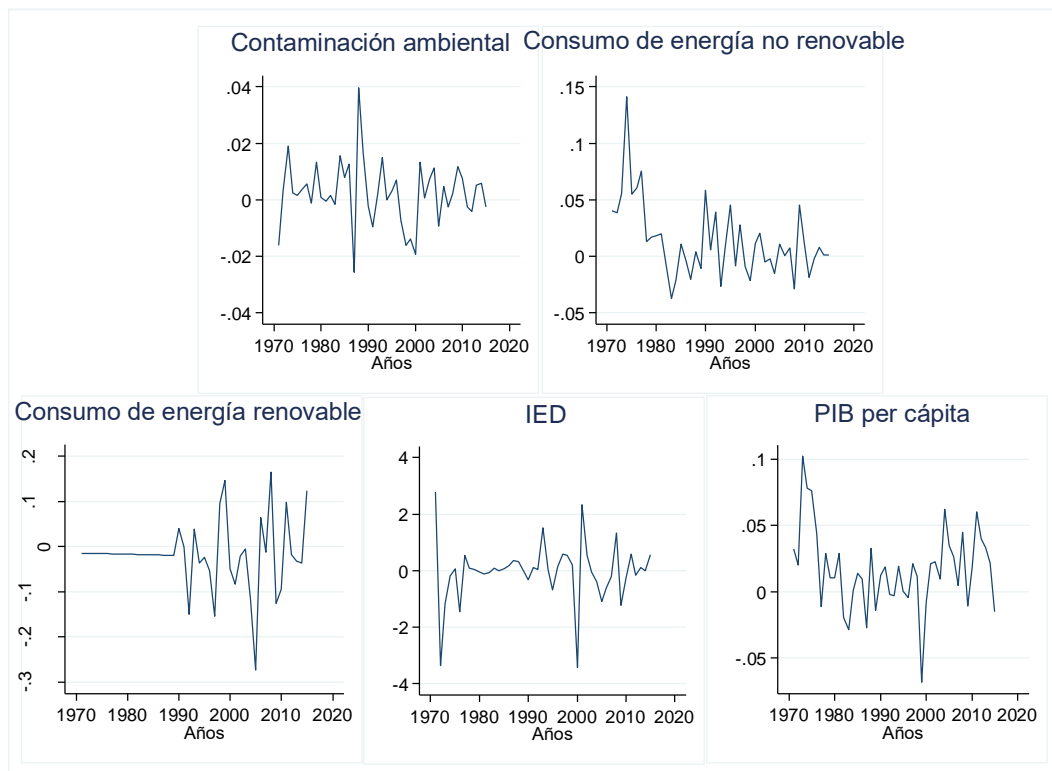 Contaminación ambiental
.04
.02
0
-.02
-.04
1970 1980 1990 2000 2010 2020
Años
Consumo de energía no renovable
.15
.1
.05
0
-.05
1970 1980 1990 2000 2010 2020
Años
Consumo de energía renovable
.2
.1
0
-.1
-.2
-.3
1970 1980 1990 2000 2010 2020
Años
IED
4
2
0
-2
-4
1970 1980 1990 2000 2010 2020
Años
PIB per cápita
.1
.05
0
-.05
1970 1980 1990 2000 2010 2020
Años